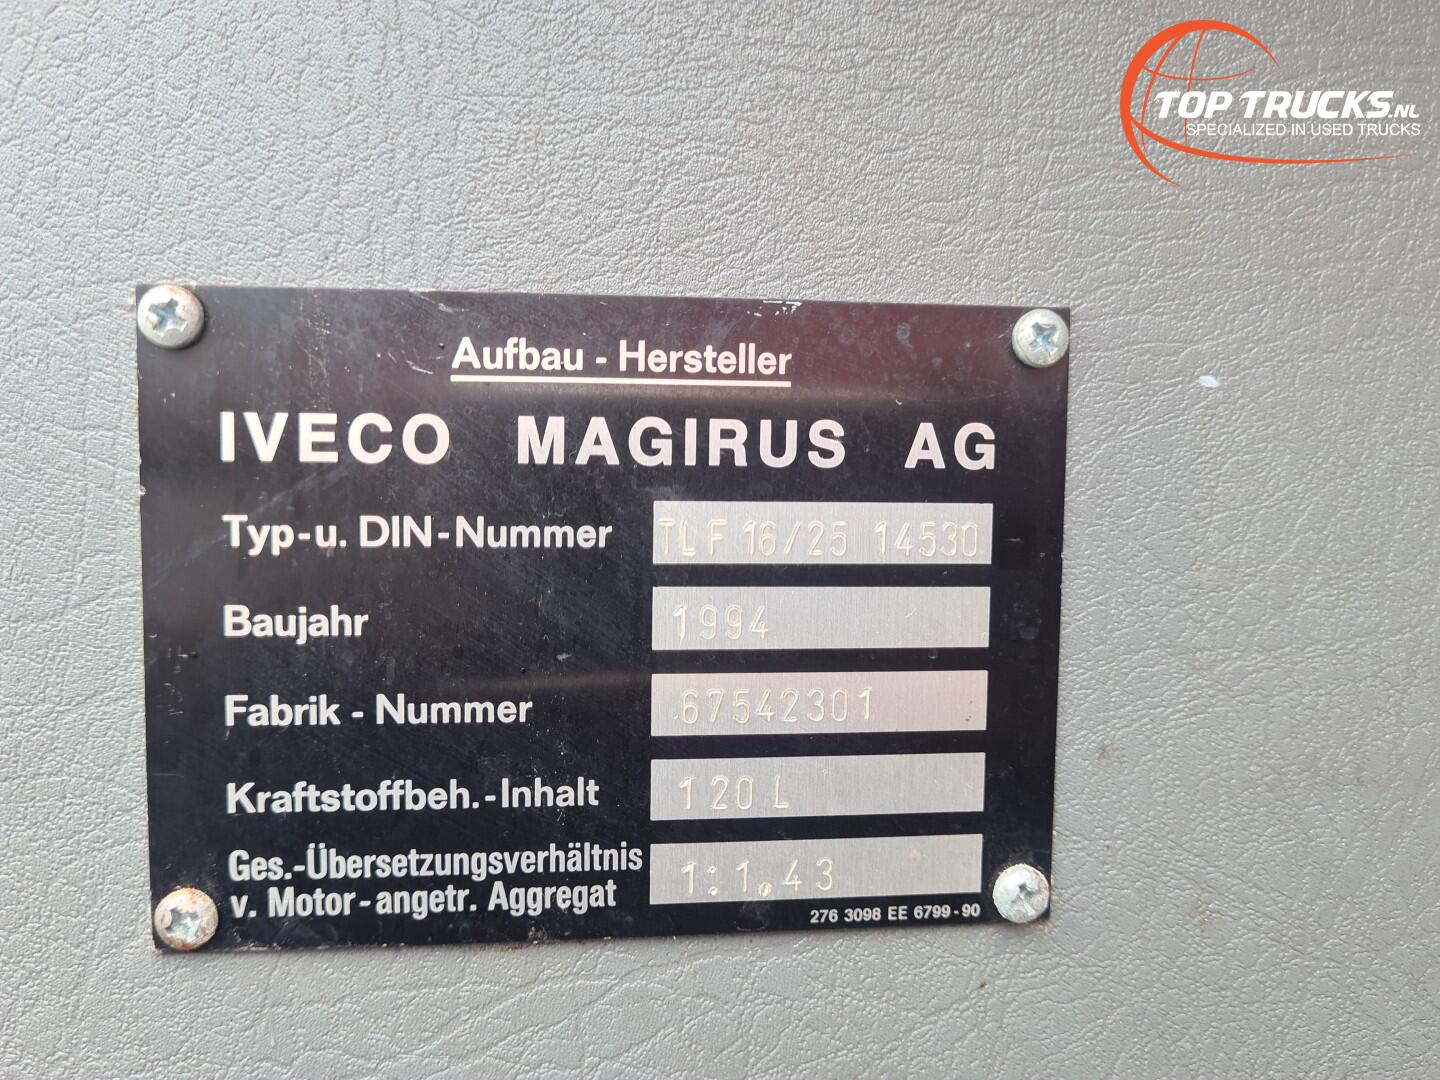 TOP TRUCKS.NL
SPECIALIZED IN USED TRUCKS
Aufbau - Hersteller
IVECO MAGIRUS AG
Typ-u. DIN-Nummer TLF 16/25 14530
Baujahr 1994
Fabrik - Nummer 67542301
Kraftstoffbeh.-Inhalt 120 L
Ges.-Übersetzungsverhältnis
v. Motor-angetr. Aggregat 1:1,43
276 3098 EE 6799-90